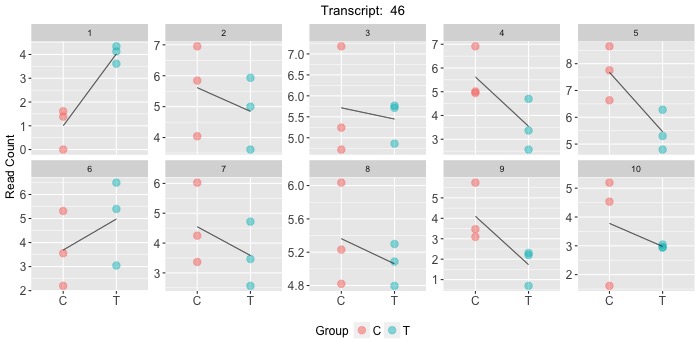 Transcript: 46
1 2 3 4 5
4 3 2 1 0
7 6 5 4
7.0 6.5 6.0 5.5 5.0
7 6 5 4 3
8 7 6 5
Read Count
6 7 8 9 10
6 5 4 3 2
6 5 4 3
6.0 5.6 5.2 4.8
5 4 3 2 1
5 4 3 2
C T C T C T C T C T
Group C T